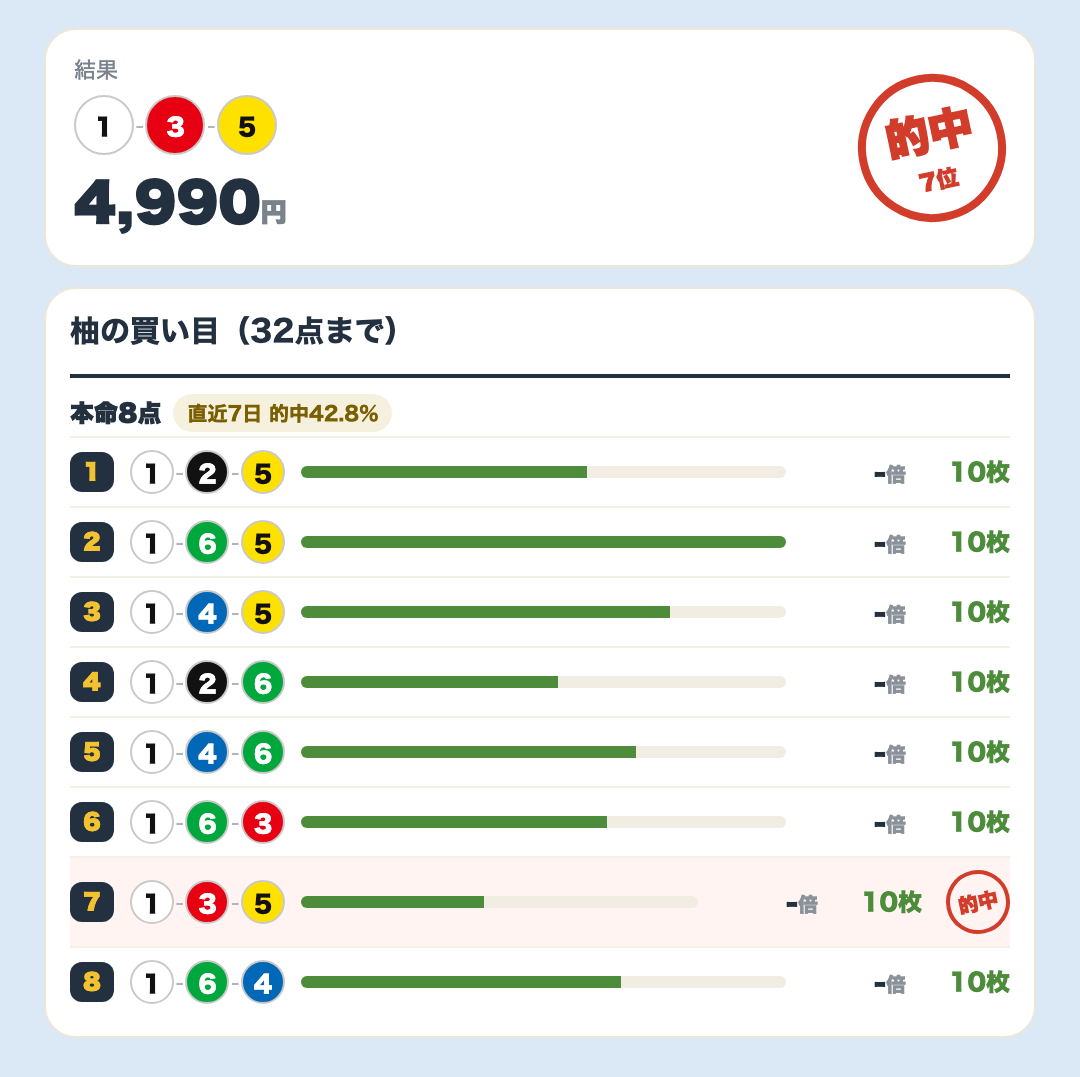 結果
1-3-5
4,990円
的中
7位
柚の買い目（32点まで）
本命8点 直近7日 的中42.8%
1 1-2-5 -倍 10枚
2 1-6-5 -倍 10枚
3 1-4-5 -倍 10枚
4 1-2-6 -倍 10枚
5 1-4-6 -倍 10枚
6 1-6-3 -倍 10枚
7 1-3-5 -倍 10枚 的中
8 1-6-4 -倍 10枚